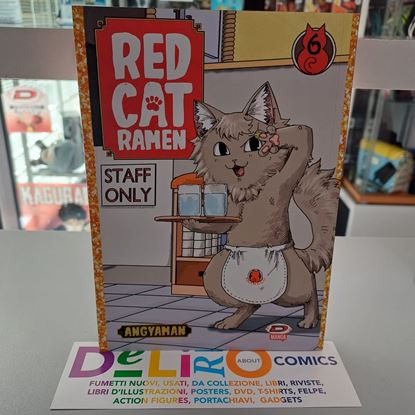 RED
CAT
RAMEN
6
STAFF
ONLY
ANGYAMAN
D
MANGA
DeLiRO
ABOUT
COMICS
FUMETTI NUOVI, USATI, DA COLLEZIONE, LIBRI, RIVISTE,
LIBRI D'ILLUSTRAZIONI, POSTERS, DVD, T-SHIRTS, FELPE,
ACTION FIGURES, PORTACHIAVI, GADGETS
KAGURA